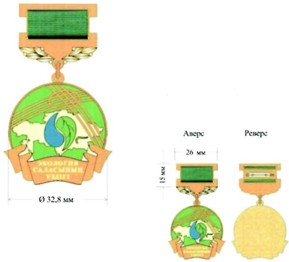 ЭКОЛОГИЯ
САЛАСЫНЫҢ
ҮЗДІГІ
Ø 32,8 мм
Аверс
Реверс
26 мм
15 мм